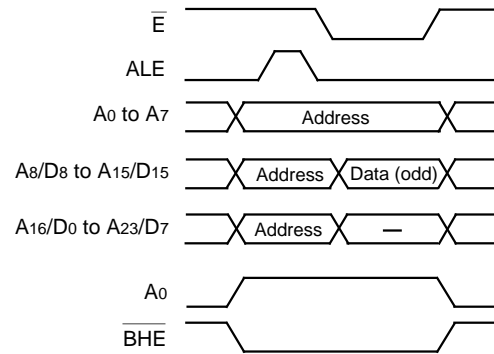 E
ALE
A0 to A7 Address
A8/D8 to A15/D15 Address Data (odd)
A16/D0 to A23/D7 Address —
A0
BHE